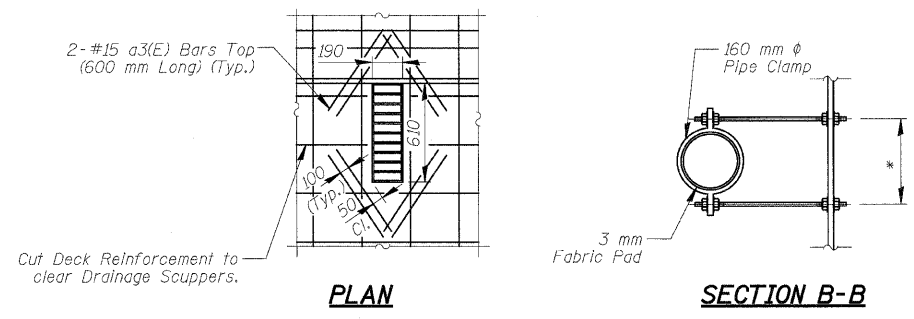 2-#15 a3(E) Bars Top
(600 mm Long) (Typ.)
190
610
100
(Typ.)
50
Cl.
Cut Deck Reinforcement to
clear Drainage Scuppers.
PLAN
160 mm ϕ
Pipe Clamp
*
3 mm
Fabric Pad
SECTION B-B